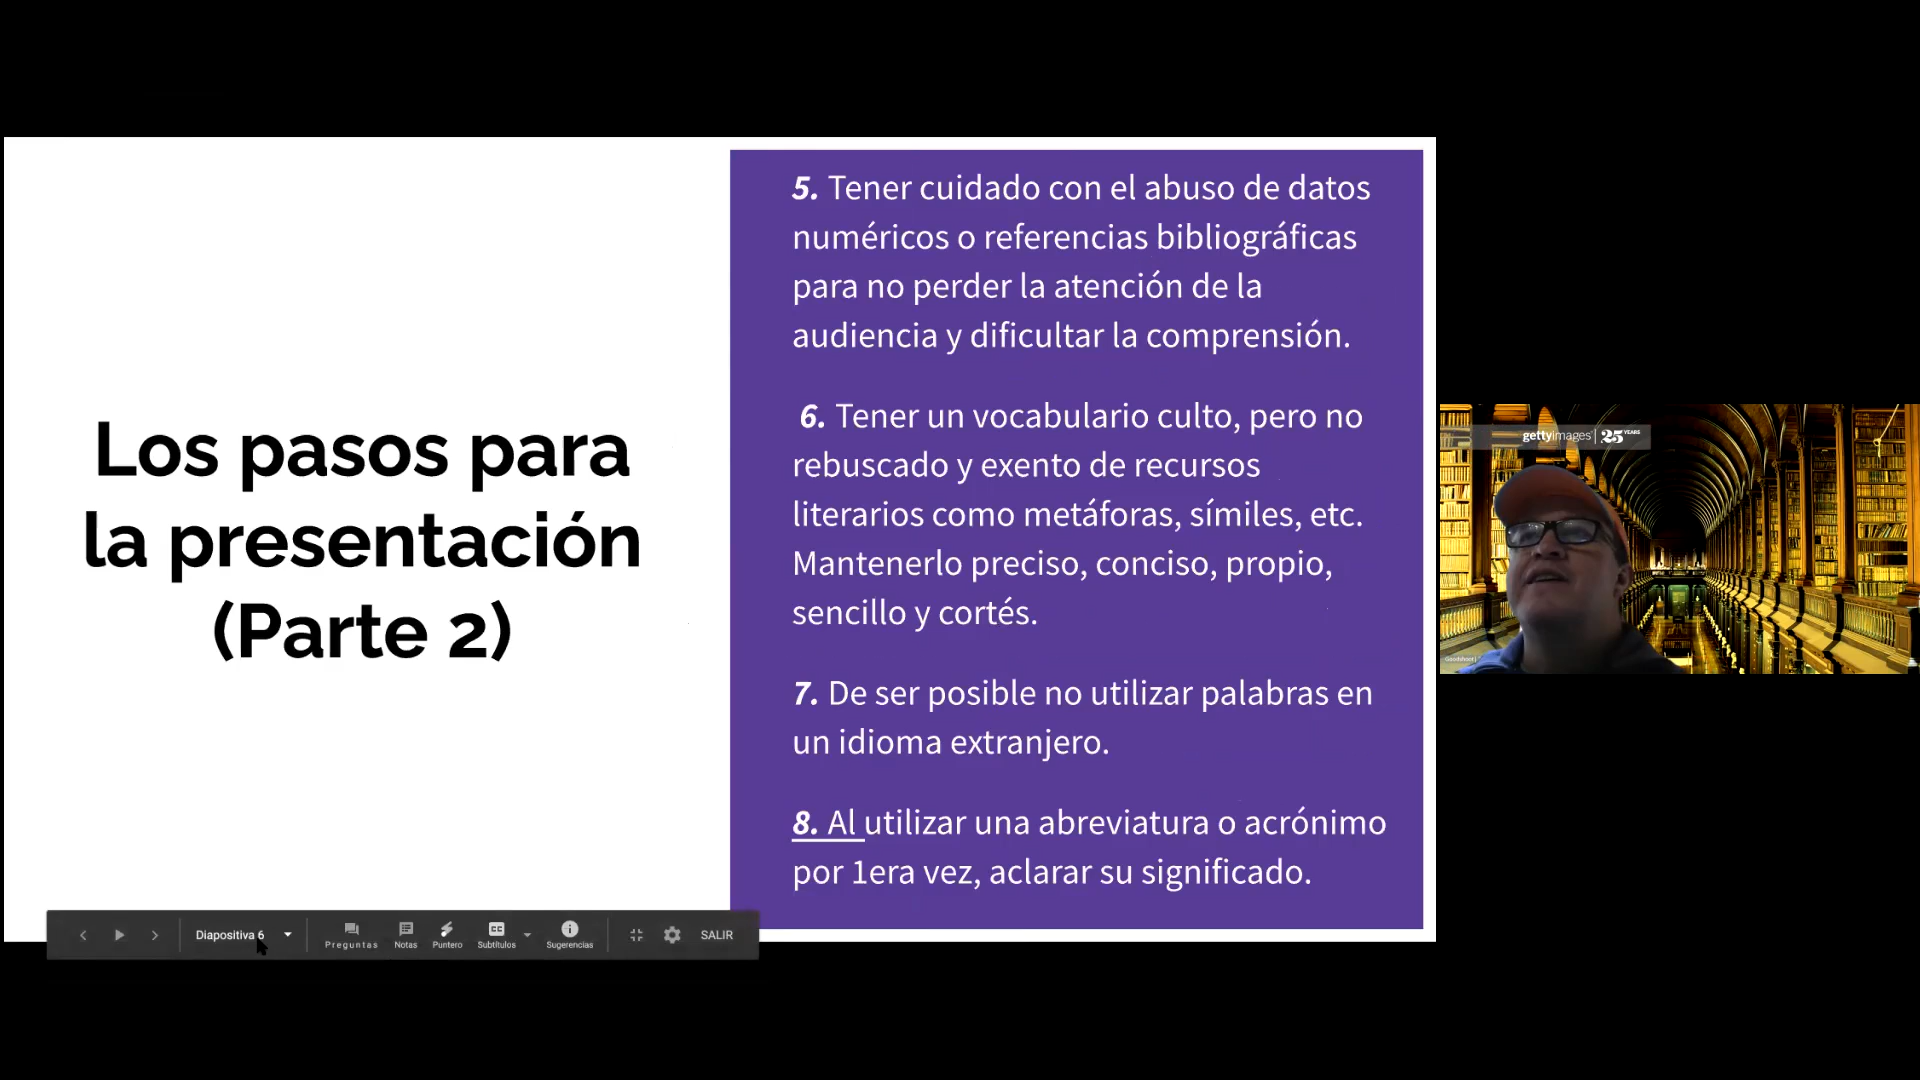 Los pasos para
la presentación
(Parte 2)
5. Tener cuidado con el abuso de datos
numéricos o referencias bibliográficas
para no perder la atención de la
audiencia y dificultar la comprensión.
6. Tener un vocabulario culto, pero no
rebuscado y exento de recursos
literarios como metáforas, símiles, etc.
Mantenerlo preciso, conciso, propio,
sencillo y cortés.
7. De ser posible no utilizar palabras en
un idioma extranjero.
8. Al utilizar una abreviatura o acrónimo
por 1era vez, aclarar su significado.
Diapositiva 6
Preguntas
Notas
Puntero
CC
Subtítulos
Sugerencias
SALIR
gettyimages | 25 YEARS